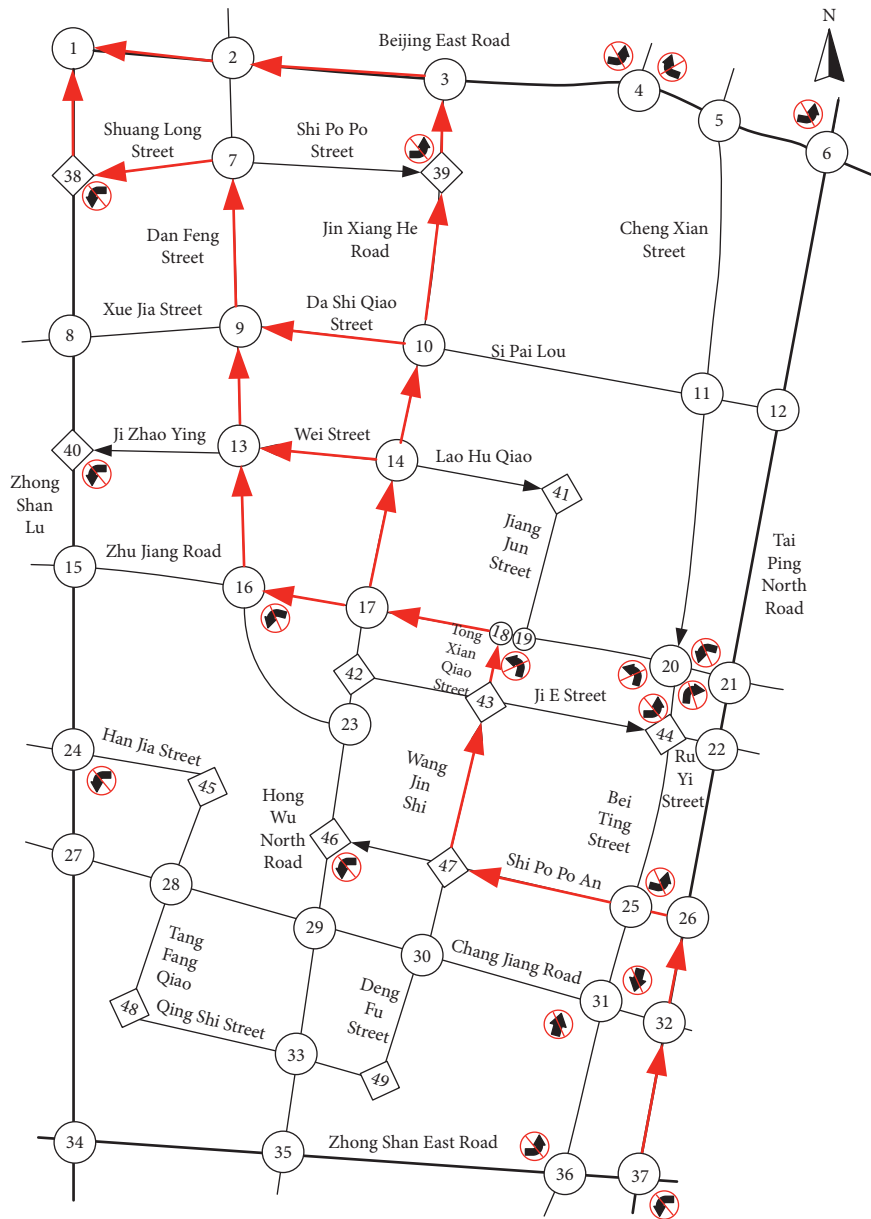 N
1
2
Beijing East Road
3
4
5
6
Shuang Long
Street
Shi Po Po
Street
7
38
39
Dan Feng
Street
Jin Xiang He
Road
Cheng Xian
Street
Xue Jia Street
Da Shi Qiao
Street
8
9
10
Si Pai Lou
11
12
Ji Zhao Ying
Wei Street
40
13
14
Lao Hu Qiao
41
Zhong
Shan
Lu
Jiang
Jun
Street
Tai
Ping
North
Road
Zhu Jiang Road
15
16
17
18
19
Tong
Xian
Qiao
Street
20
21
42
43
Ji E Street
44
22
23
Ru
Yi
Street
24
Han Jia Street
45
Wang
Jin
Shi
Hong
Wu
North
Road
Bei
Ting
Street
46
47
Shi Po Po An
27
28
25
26
29
30
Chang Jiang Road
Tang
Fang
Qiao
Deng
Fu
Street
31
32
48
Qing Shi Street
33
49
34
35
Zhong Shan East Road
36
37